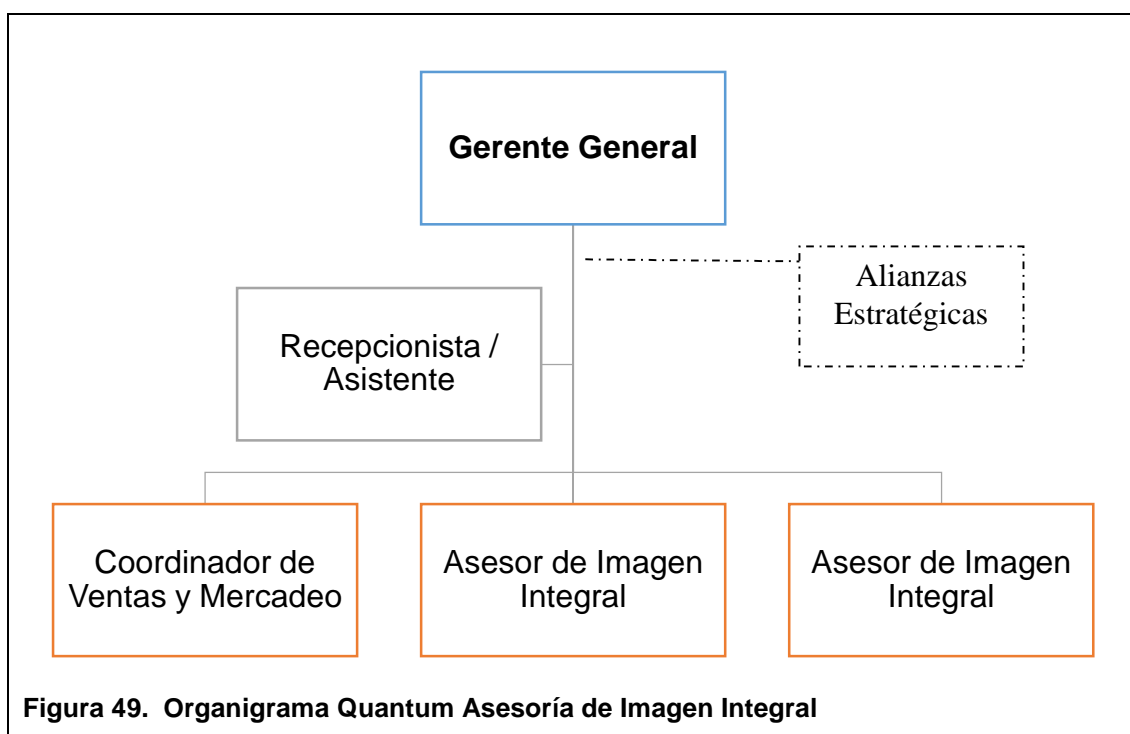 Gerente General
Alianzas
Estratégicas
Recepcionista /
Asistente
Coordinador de
Ventas y Mercadeo
Asesor de Imagen
Integral
Asesor de Imagen
Integral
Figura 49.  Organigrama Quantum Asesoría de Imagen Integral